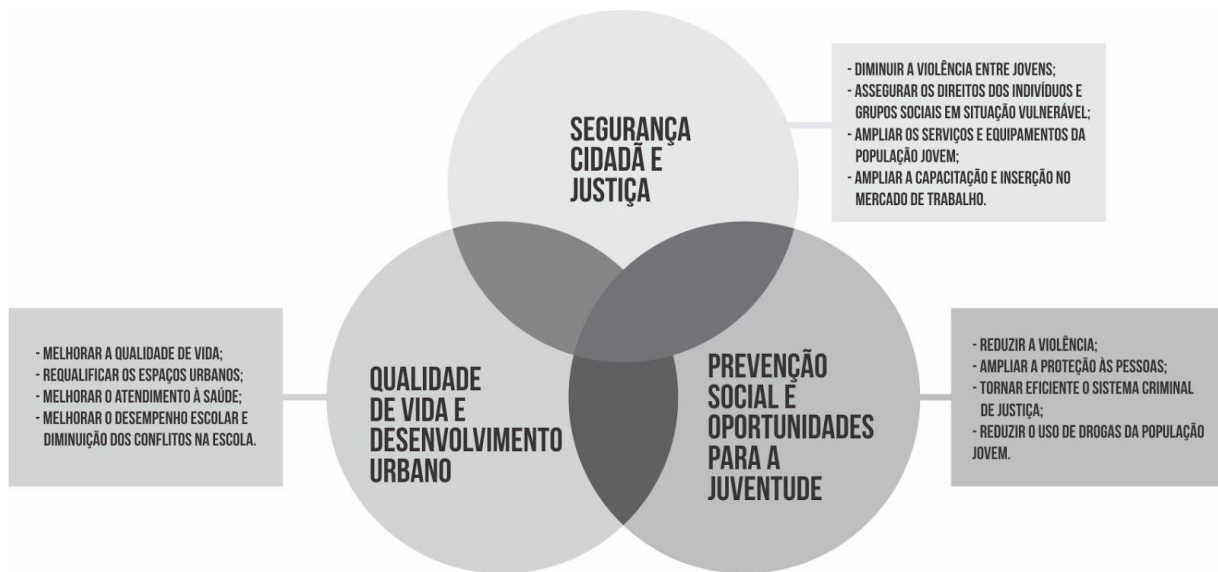 SEGURANÇA
CIDADÃ E
JUSTIÇA
- DIMINUIR A VIOLÊNCIA ENTRE JOVENS;
- ASSEGURAR OS DIREITOS DOS INDIVÍDUOS E
GRUPOS SOCIAIS EM SITUAÇÃO VULNERÁVEL;
- AMPLIAR OS SERVIÇOS E EQUIPAMENTOS DA
POPULAÇÃO JOVEM;
- AMPLIAR A CAPACITAÇÃO E INSERÇÃO NO
MERCADO DE TRABALHO.
- MELHORAR A QUALIDADE DE VIDA;
- REQUALIFICAR OS ESPAÇOS URBANOS;
- MELHORAR O ATENDIMENTO À SAÚDE;
- MELHORAR O DESEMPENHO ESCOLAR E
DIMINUIÇÃO DOS CONFLITOS NA ESCOLA.
QUALIDADE
DE VIDA E
DESENVOLVIMENTO
URBANO
PREVENÇÃO
SOCIAL E
OPORTUNIDADES
PARA A
JUVENTUDE
- REDUZIR A VIOLÊNCIA;
- AMPLIAR A PROTEÇÃO ÀS PESSOAS;
- TORNAR EFICIENTE O SISTEMA CRIMINAL
DE JUSTIÇA;
- REDUZIR O USO DE DROGAS DA POPULAÇÃO
JOVEM.